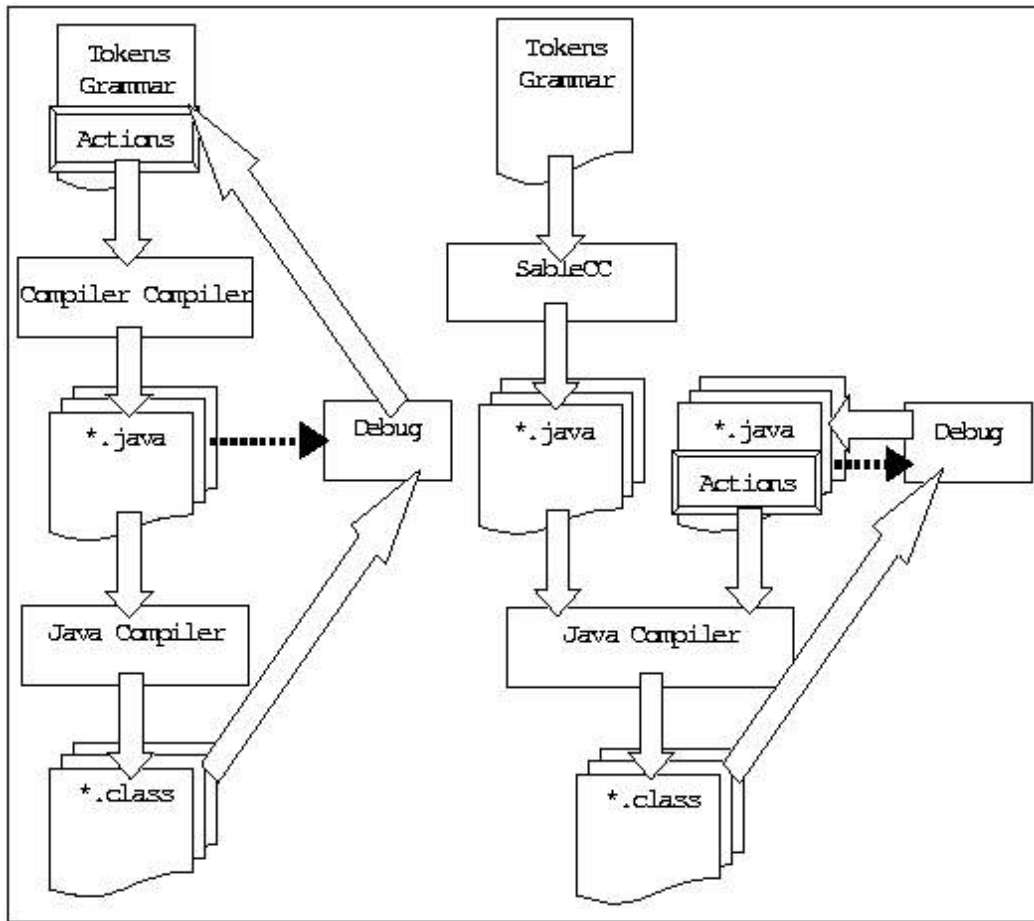 Tokens
Grammar
Actions
Compiler Compiler
*.java
Debug
Java Compiler
*.class
Tokens
Grammar
SableCC
*.java
*.java
Actions
Debug
Java Compiler
*.class